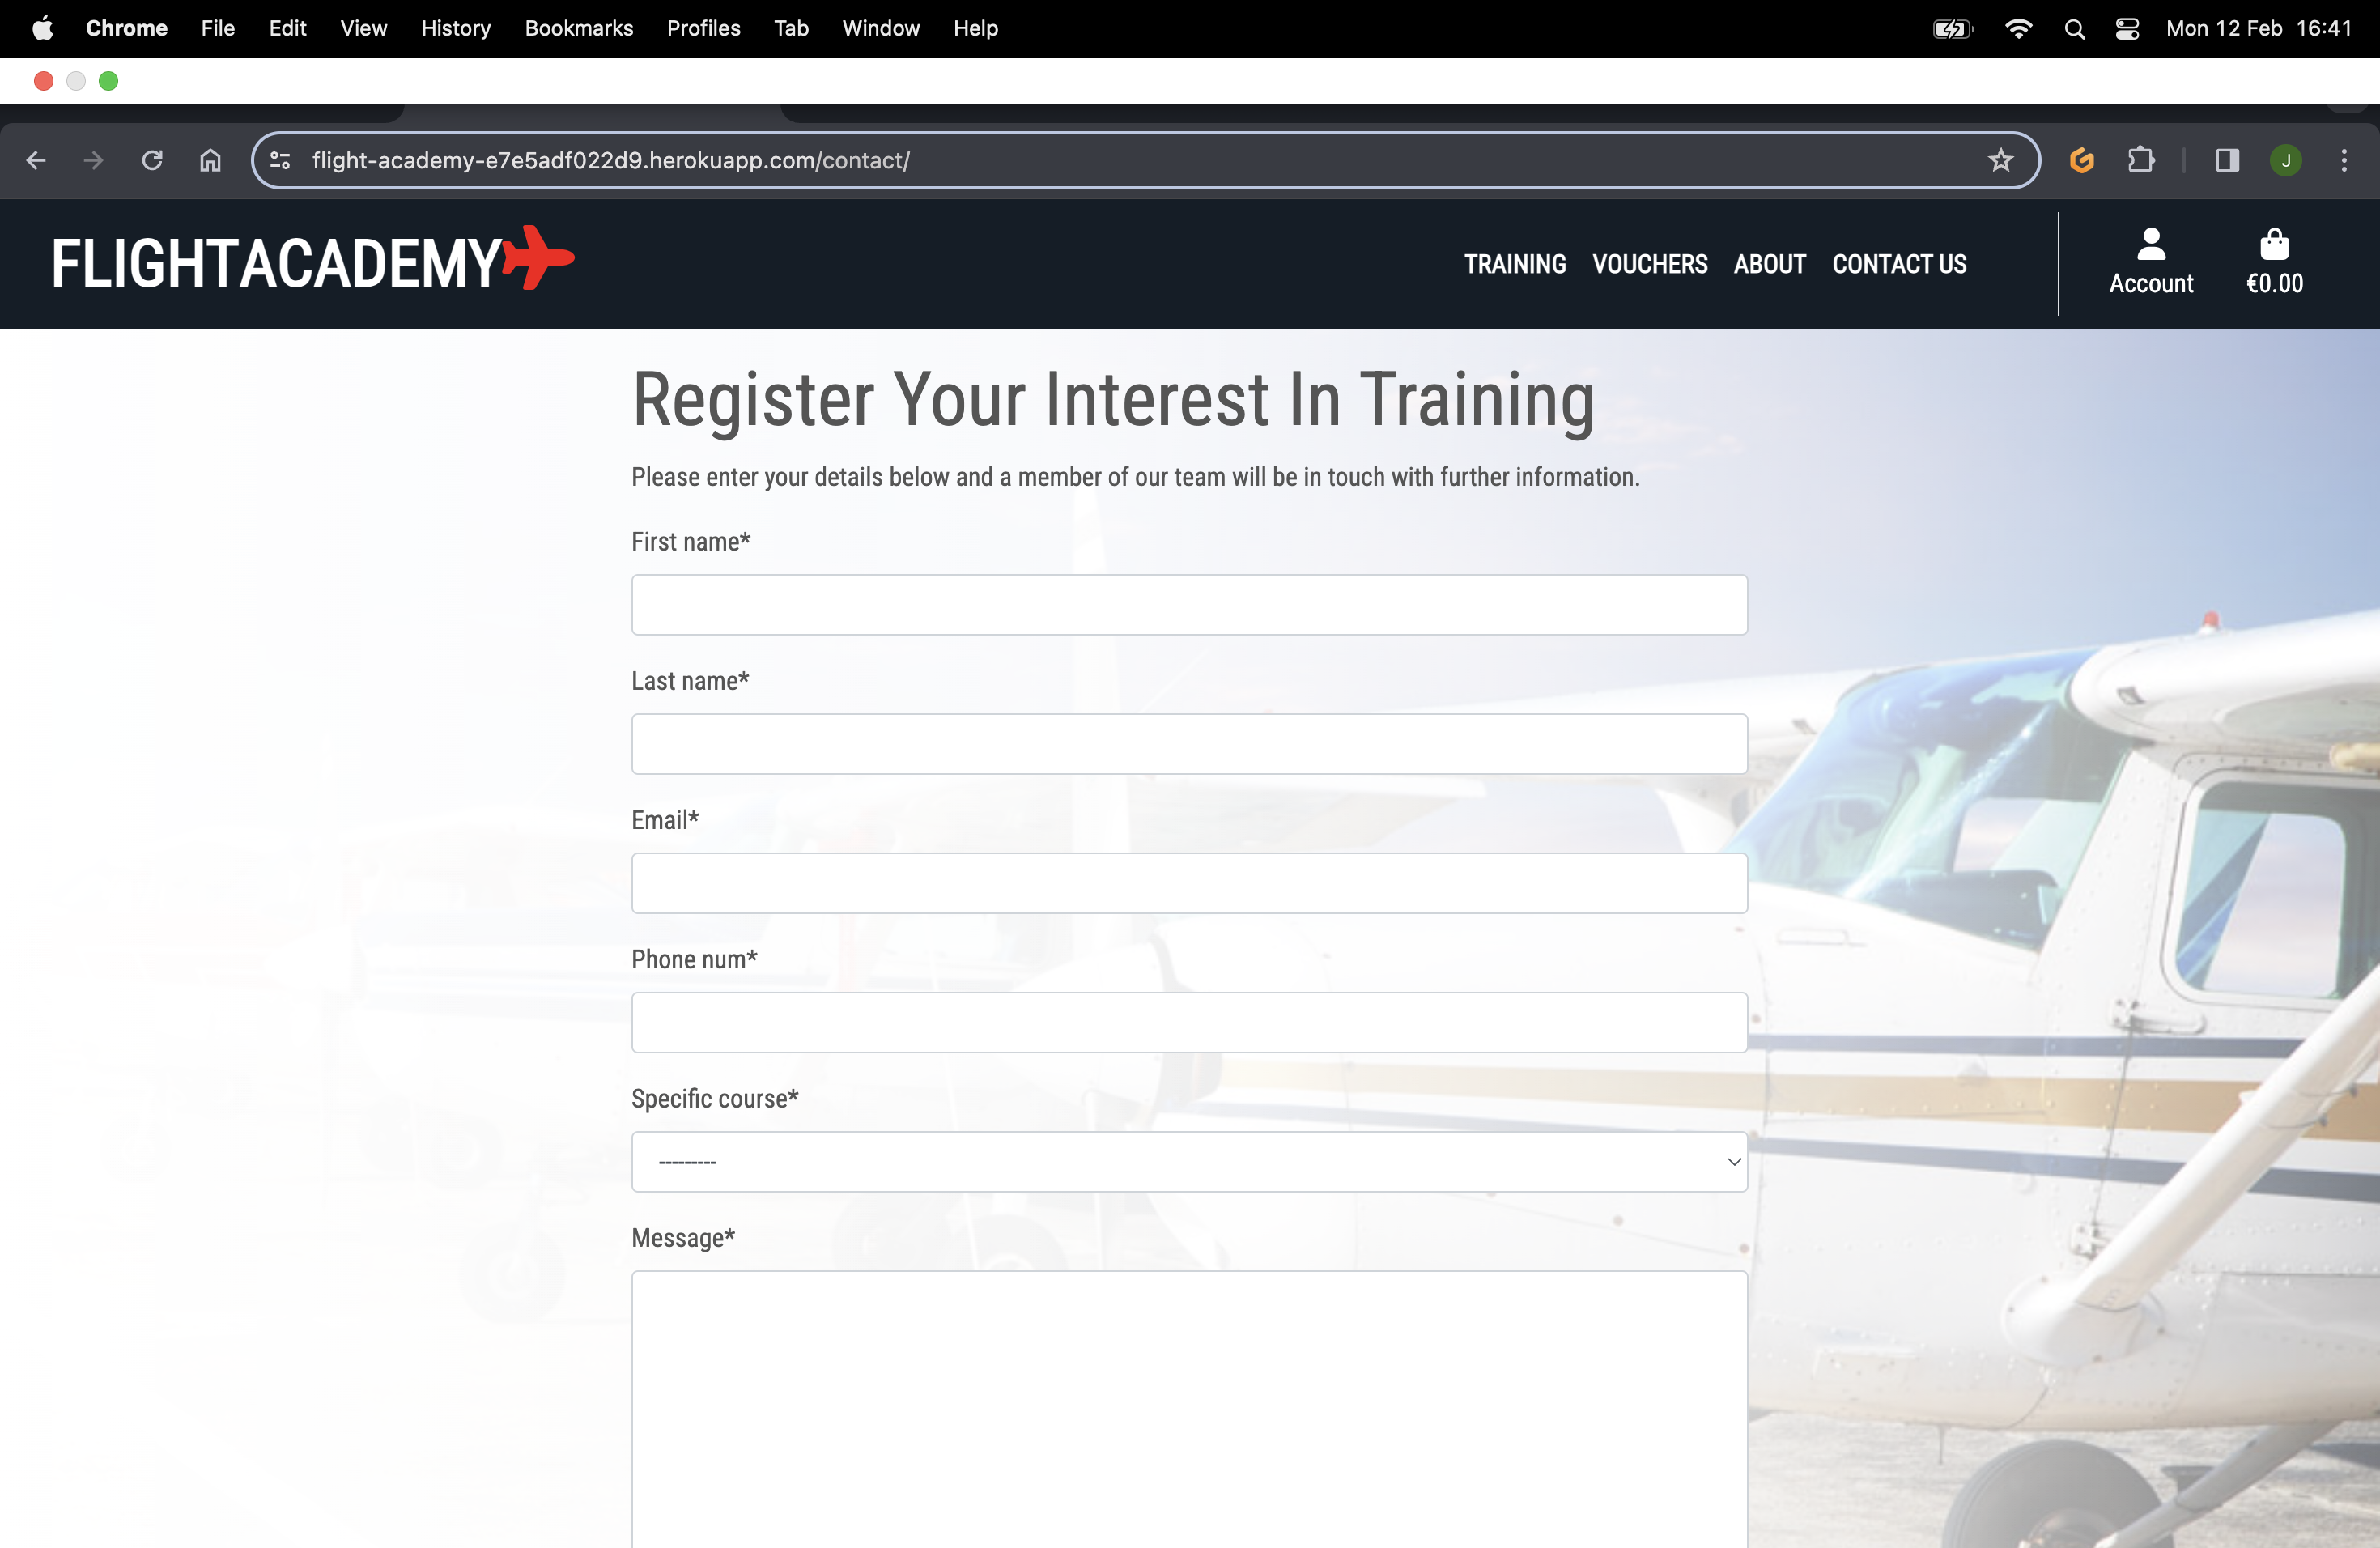 Chrome File Edit View History Bookmarks Profiles Tab Window Help Mon 12 Feb 16:41
flight-academy-e7e5adf022d9.herokuapp.com/contact/ J
FLIGHTACADEMY TRAINING VOUCHERS ABOUT CONTACT US Account €0.00
Register Your Interest In Training
Please enter your details below and a member of our team will be in touch with further information.
First name*
Last name*
Email*
Phone num*
Specific course*
---------
Message*